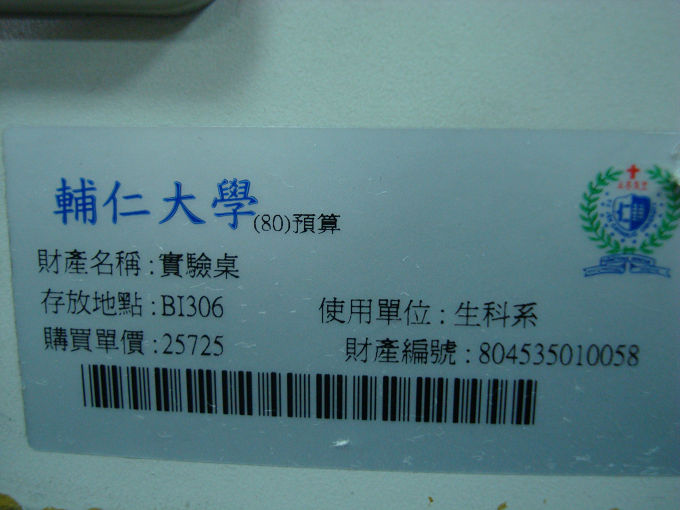 輔仁大學(80)預算
財產名稱:實驗桌
存放地點:BI306 使用單位:生科系
購買單價:25725 財產編號:804535010058